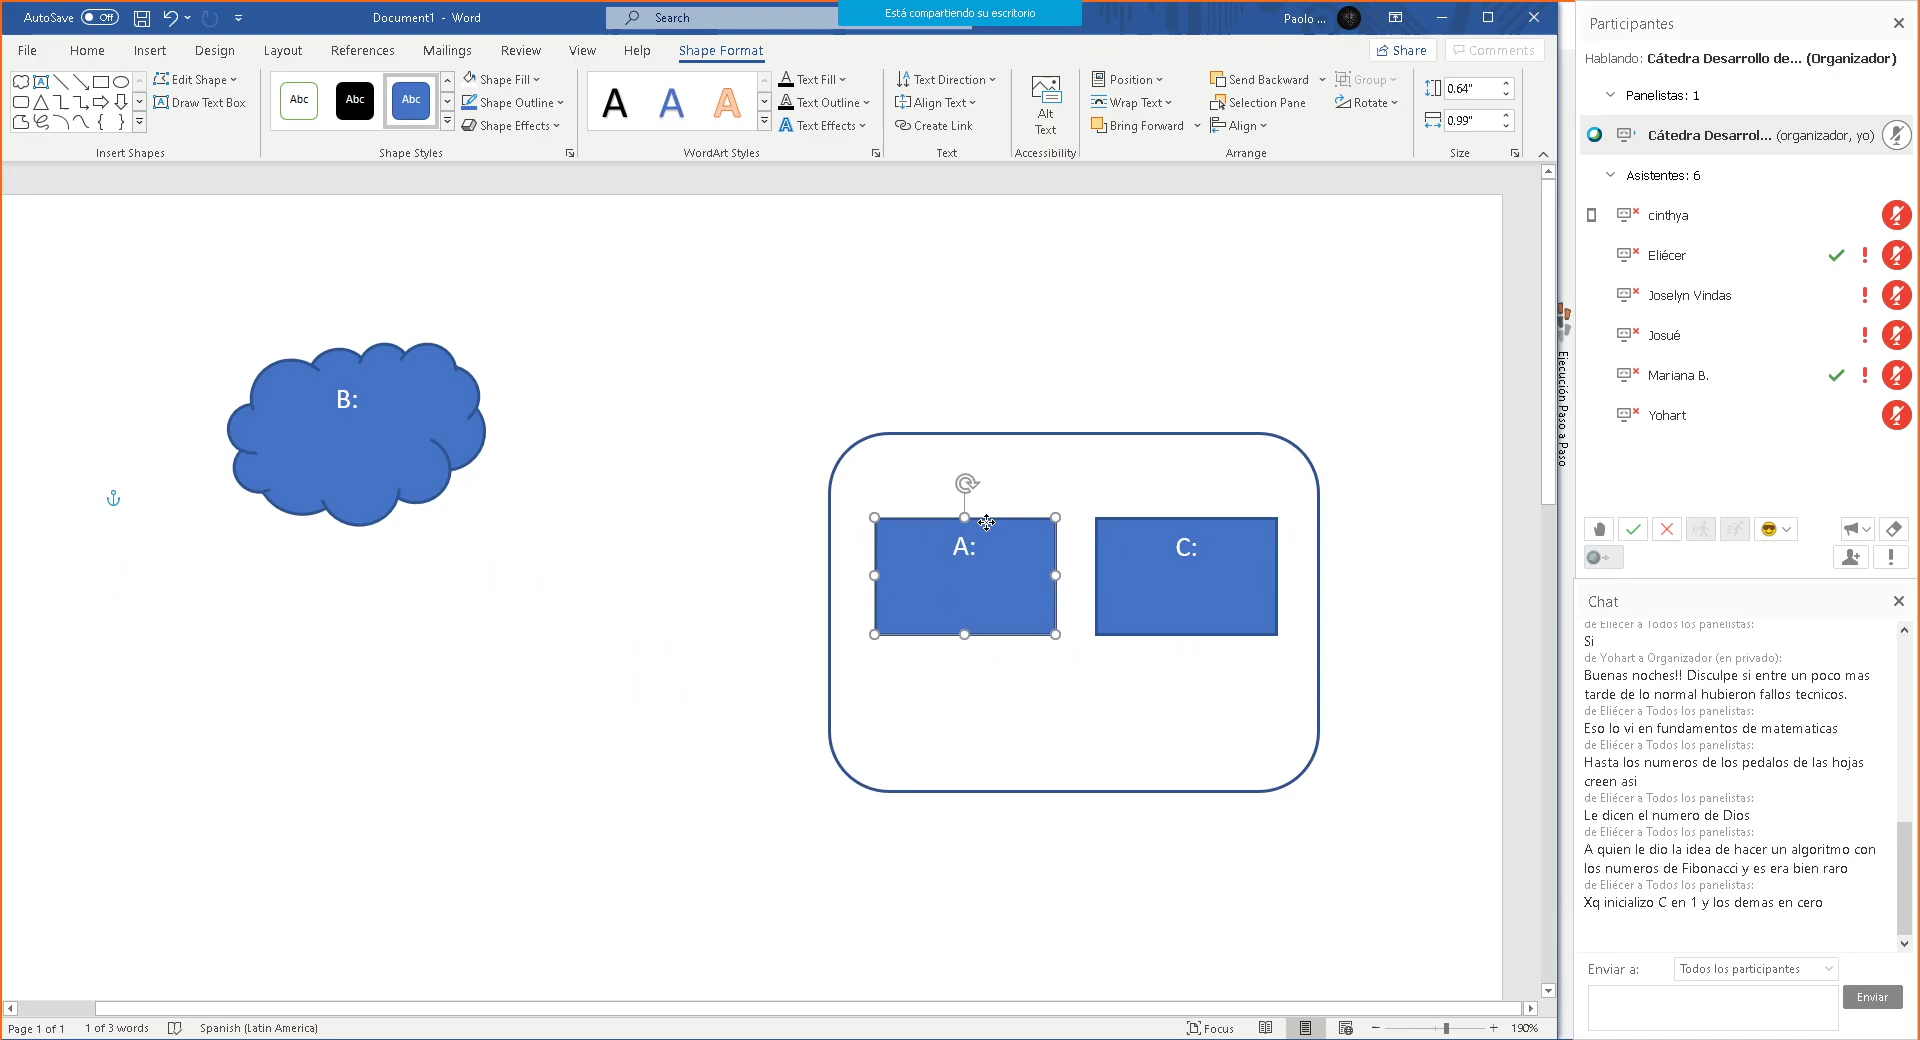 AutoSave Off Document1 - Word Search Está compartiendo su escritorio Paolo ...
File Home Insert Design Layout References Mailings Review View Help Shape Format Share Comments
Edit Shape
Draw Text Box
Insert Shapes
Abc Abc Abc
Shape Fill
Shape Outline
Shape Effects
Shape Styles
A A A
Text Fill
Text Outline
Text Effects
WordArt Styles
Text Direction
Align Text
Create Link
Text
Alt
Text
Accessibility
Position
Wrap Text
Bring Forward
Send Backward
Selection Pane
Align
Group
Rotate
Arrange
0.64"
0.99"
Size
B:
A:
C:
Ejecución Paso a Paso
Page 1 of 1 1 of 3 words Spanish (Latin America) Focus 190%
Participantes
Hablando: Cátedra Desarrollo de... (Organizador)
Panelistas: 1
Cátedra Desarrol... (organizador, yo)
Asistentes: 6
cinthya
Eliécer
Joselyn Vindas
Josué
Mariana B.
Yohart
Chat
de Eliécer a Todos los panelistas:
Si
de Yohart a Organizador (en privado):
Buenas noches!! Disculpe si entre un poco mas
tarde de lo normal hubieron fallos tecnicos.
de Eliécer a Todos los panelistas:
Eso lo vi en fundamentos de matematicas
de Eliécer a Todos los panelistas:
Hasta los numeros de los pedalos de las hojas
creen asi
de Eliécer a Todos los panelistas:
Le dicen el numero de Dios
de Eliécer a Todos los panelistas:
A quien le dio la idea de hacer un algoritmo con
los numeros de Fibonacci y es era bien raro
de Eliécer a Todos los panelistas:
Xq inicializo C en 1 y los demas en cero
Enviar a: Todos los participantes
Enviar